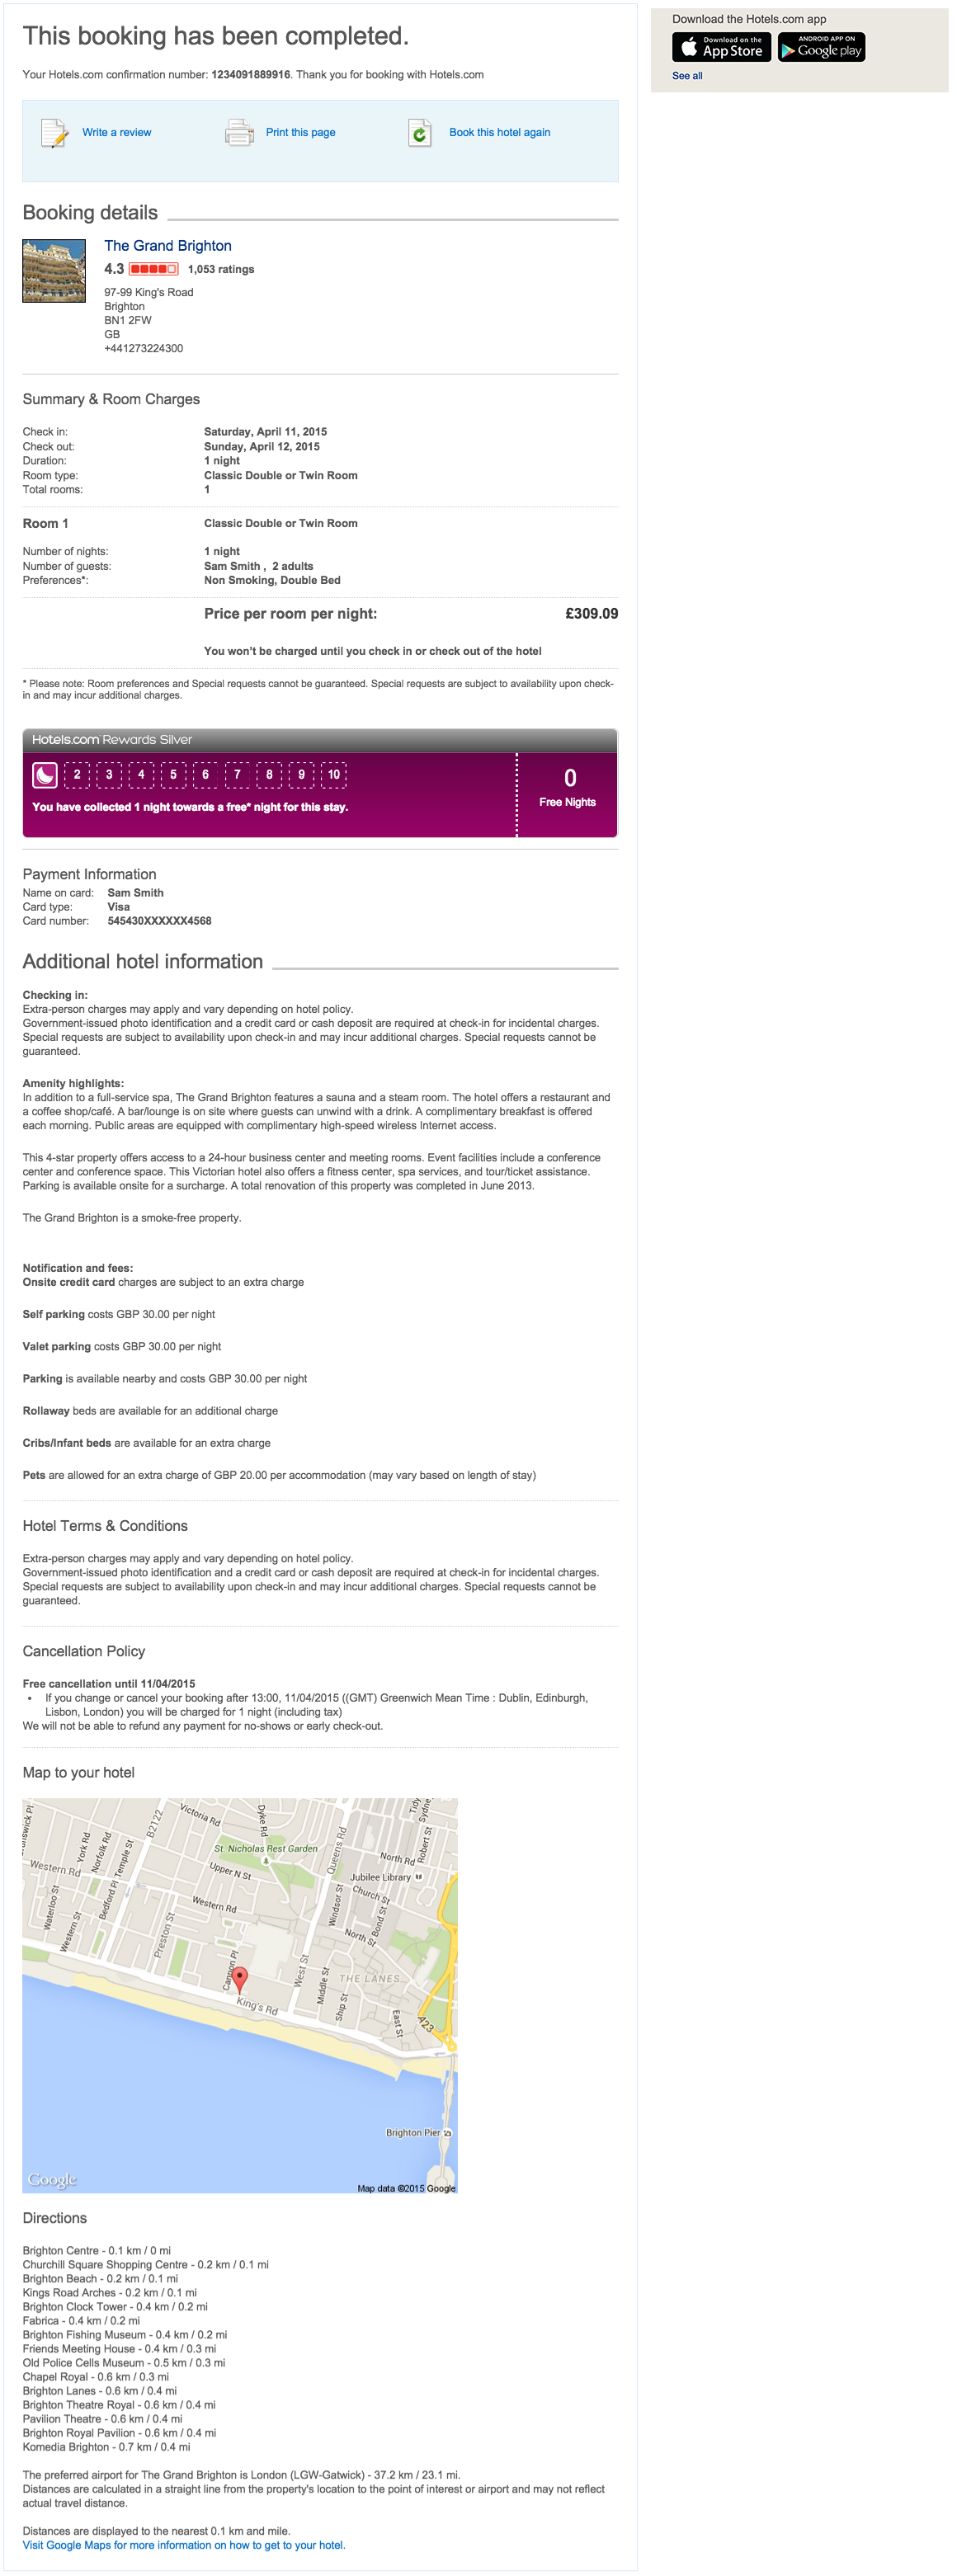 This booking has been completed.
Your Hotels.com confirmation number: 1234091889916. Thank you for booking with Hotels.com
Write a review
Print this page
Book this hotel again
Download the Hotels.com app
Download on the
App Store
ANDROID APP ON
Google play
See all
Booking details
The Grand Brighton
4.3 1,053 ratings
97-99 King's Road
Brighton
BN1 2FW
GB
+441273224300
Summary & Room Charges
Check in: Saturday, April 11, 2015
Check out: Sunday, April 12, 2015
Duration: 1 night
Room type: Classic Double or Twin Room
Total rooms: 1
Room 1 Classic Double or Twin Room
Number of nights: 1 night
Number of guests: Sam Smith , 2 adults
Preferences*: Non Smoking, Double Bed
Price per room per night: £309.09
You won't be charged until you check in or check out of the hotel
* Please note: Room preferences and Special requests cannot be guaranteed. Special requests are subject to availability upon check-
in and may incur additional charges.
Hotels.com Rewards Silver
2 3 4 5 6 7 8 9 10
You have collected 1 night towards a free* night for this stay.
0
Free Nights
Payment Information
Name on card: Sam Smith
Card type: Visa
Card number: 545430XXXXXX4568
Additional hotel information
Checking in:
Extra-person charges may apply and vary depending on hotel policy.
Government-issued photo identification and a credit card or cash deposit are required at check-in for incidental charges.
Special requests are subject to availability upon check-in and may incur additional charges. Special requests cannot be
guaranteed.
Amenity highlights:
In addition to a full-service spa, The Grand Brighton features a sauna and a steam room. The hotel offers a restaurant and
a coffee shop/café. A bar/lounge is on site where guests can unwind with a drink. A complimentary breakfast is offered
each morning. Public areas are equipped with complimentary high-speed wireless Internet access.
This 4-star property offers access to a 24-hour business center and meeting rooms. Event facilities include a conference
center and conference space. This Victorian hotel also offers a fitness center, spa services, and tour/ticket assistance.
Parking is available onsite for a surcharge. A total renovation of this property was completed in June 2013.
The Grand Brighton is a smoke-free property.
Notification and fees:
Onsite credit card charges are subject to an extra charge
Self parking costs GBP 30.00 per night
Valet parking costs GBP 30.00 per night
Parking is available nearby and costs GBP 30.00 per night
Rollaway beds are available for an additional charge
Cribs/Infant beds are available for an extra charge
Pets are allowed for an extra charge of GBP 20.00 per accommodation (may vary based on length of stay)
Hotel Terms & Conditions
Extra-person charges may apply and vary depending on hotel policy.
Government-issued photo identification and a credit card or cash deposit are required at check-in for incidental charges.
Special requests are subject to availability upon check-in and may incur additional charges. Special requests cannot be
guaranteed.
Cancellation Policy
Free cancellation until 11/04/2015
• If you change or cancel your booking after 13:00, 11/04/2015 ((GMT) Greenwich Mean Time : Dublin, Edinburgh,
Lisbon, London) you will be charged for 1 night (including tax)
We will not be able to refund any payment for no-shows or early check-out.
Map to your hotel
Victoria Rd
B2122
Dyke Rd
Queens Rd
Robert St
York Rd
Norfolk Rd
Temple St
Bedford Pl
Western Rd
St. Nicholas Rest Garden
North Rd
Upper N St
Jubilee Library
Church St
Waterloo St
Western St
Western Rd
Windsor St
Bond St
Preston St
North St
Cannon Pl
West St
Middle St
THE LANES
King's Rd
Ship St
East St
A23
Brighton Pier
Google
Map data ©2015 Google
Directions
Brighton Centre - 0.1 km / 0 mi
Churchill Square Shopping Centre - 0.2 km / 0.1 mi
Brighton Beach - 0.2 km / 0.1 mi
Kings Road Arches - 0.2 km / 0.1 mi
Brighton Clock Tower - 0.4 km / 0.2 mi
Fabrica - 0.4 km / 0.2 mi
Brighton Fishing Museum - 0.4 km / 0.2 mi
Friends Meeting House - 0.4 km / 0.3 mi
Old Police Cells Museum - 0.5 km / 0.3 mi
Chapel Royal - 0.6 km / 0.3 mi
Brighton Lanes - 0.6 km / 0.4 mi
Brighton Theatre Royal - 0.6 km / 0.4 mi
Pavilion Theatre - 0.6 km / 0.4 mi
Brighton Royal Pavilion - 0.6 km / 0.4 mi
Komedia Brighton - 0.7 km / 0.4 mi
The preferred airport for The Grand Brighton is London (LGW-Gatwick) - 37.2 km / 23.1 mi.
Distances are calculated in a straight line from the property's location to the point of interest or airport and may not reflect
actual travel distance.
Distances are displayed to the nearest 0.1 km and mile.
Visit Google Maps for more information on how to get to your hotel.